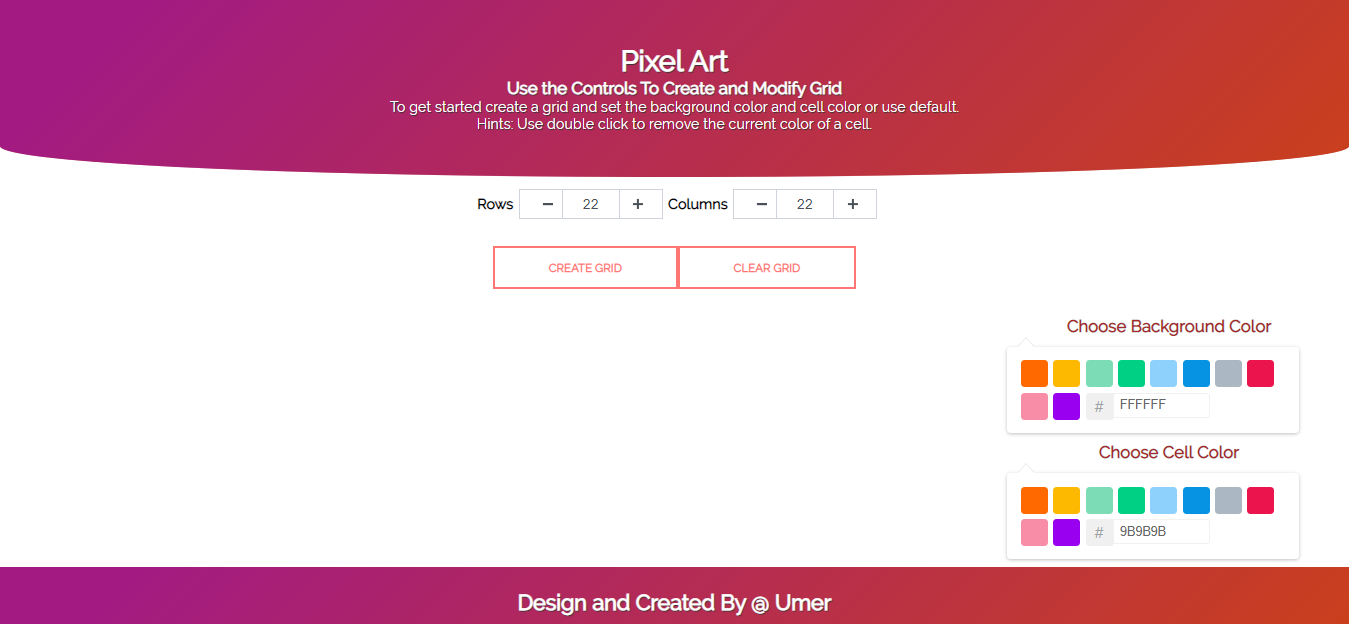 Pixel Art
Use the Controls To Create and Modify Grid
To get started create a grid and set the background color and cell color or use default.
Hints: Use double click to remove the current color of a cell.
Rows − 22 + Columns − 22 +
CREATE GRID CLEAR GRID
Choose Background Color
# FFFFFF
Choose Cell Color
# 9B9B9B
Design and Created By @ Umer